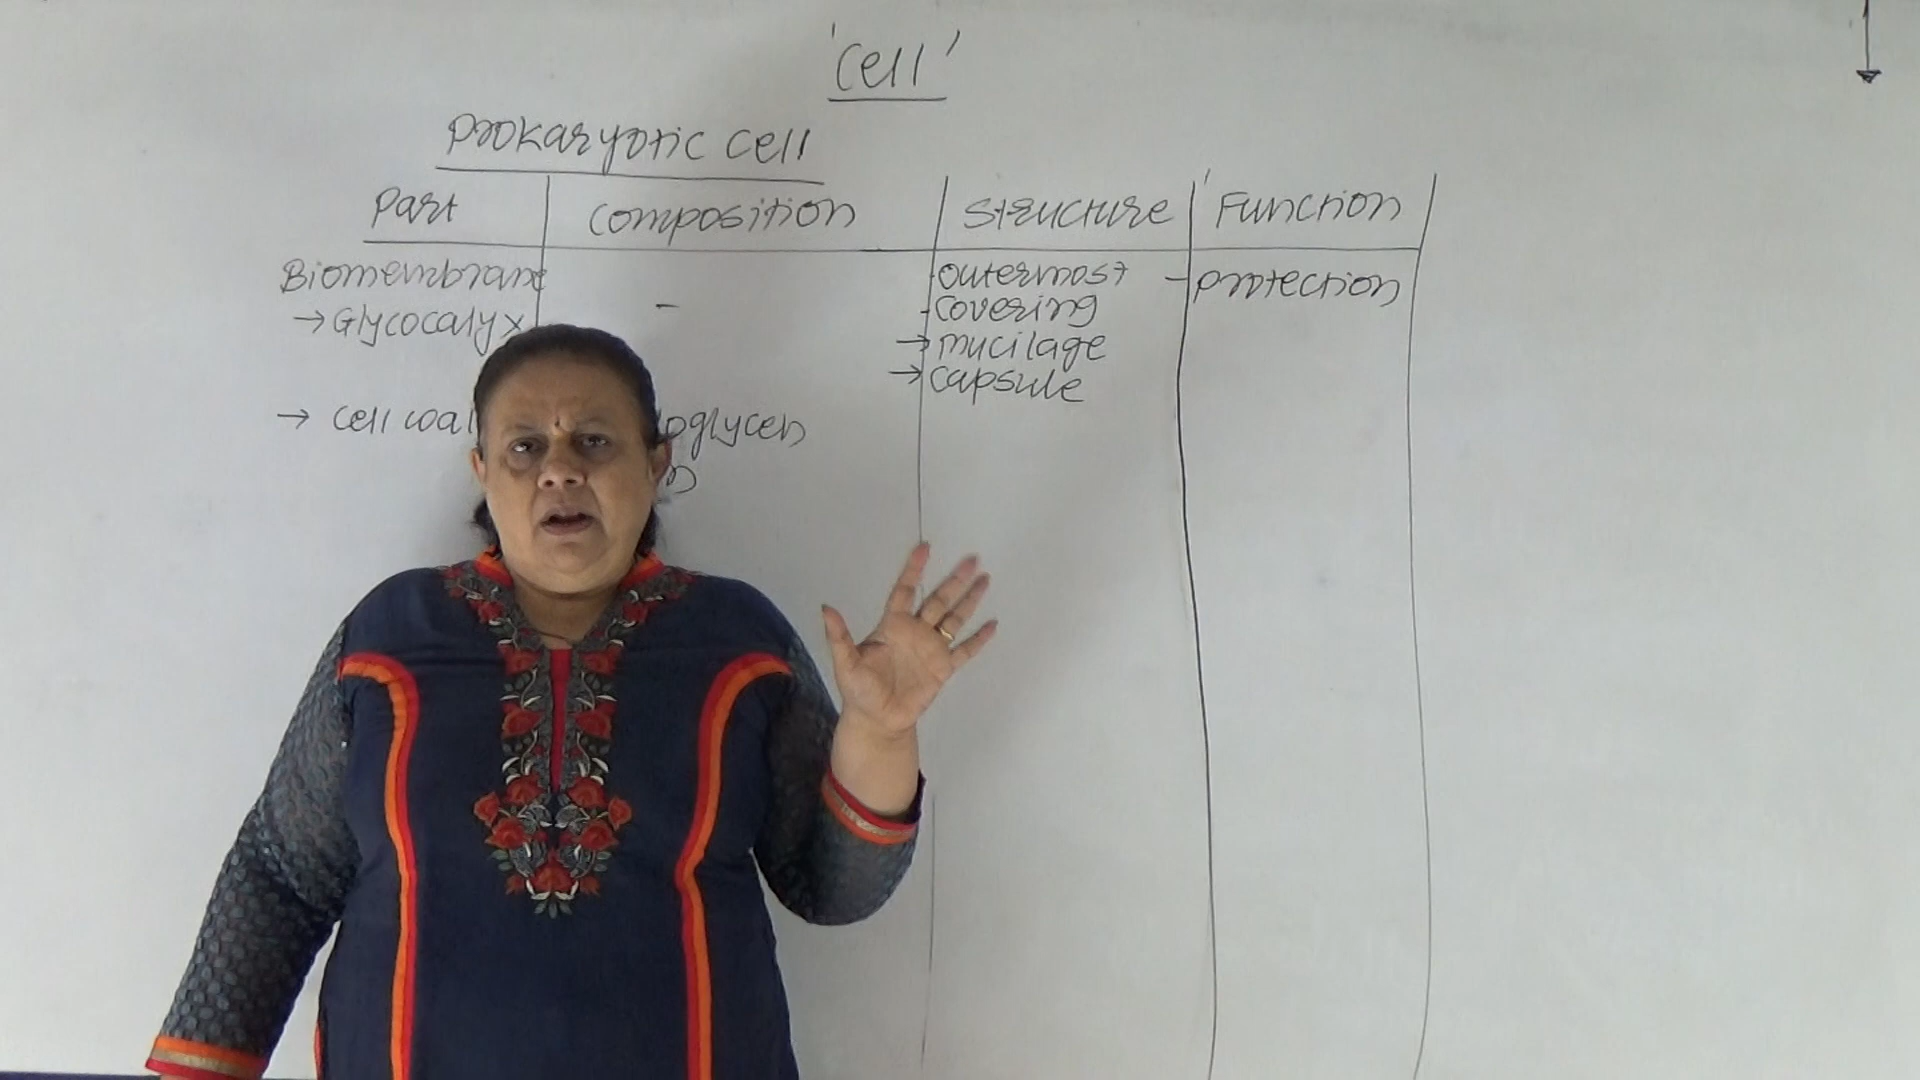 'Cell'
Prokaryotic cell
Part Composition Structure Function
Biomembrane - outermost - protection
→ Glycocalyx - covering
→ mucilage
→ capsule
→ cell